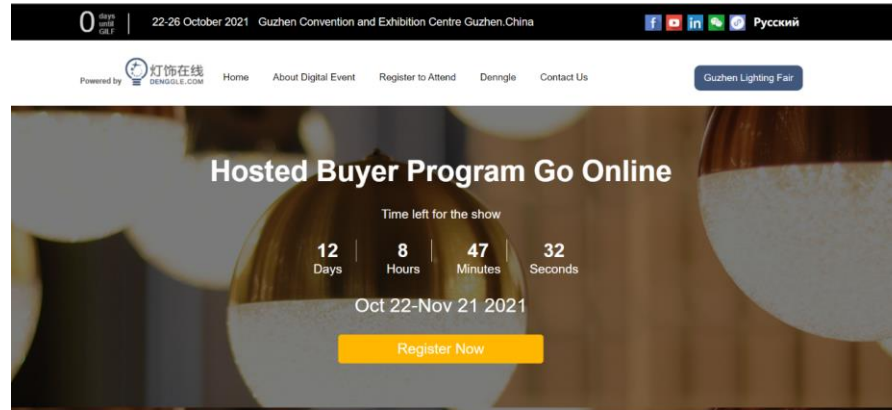 0 days until GILF
22-26 October 2021 Guzhen Convention and Exhibition Centre Guzhen.China
Русский
Powered by 灯饰在线 DENGGLE.COM
Home About Digital Event Register to Attend Denngle Contact Us
Guzhen Lighting Fair
Hosted Buyer Program Go Online
Time left for the show
12 8 47 32
Days Hours Minutes Seconds
Oct 22-Nov 21 2021
Register Now